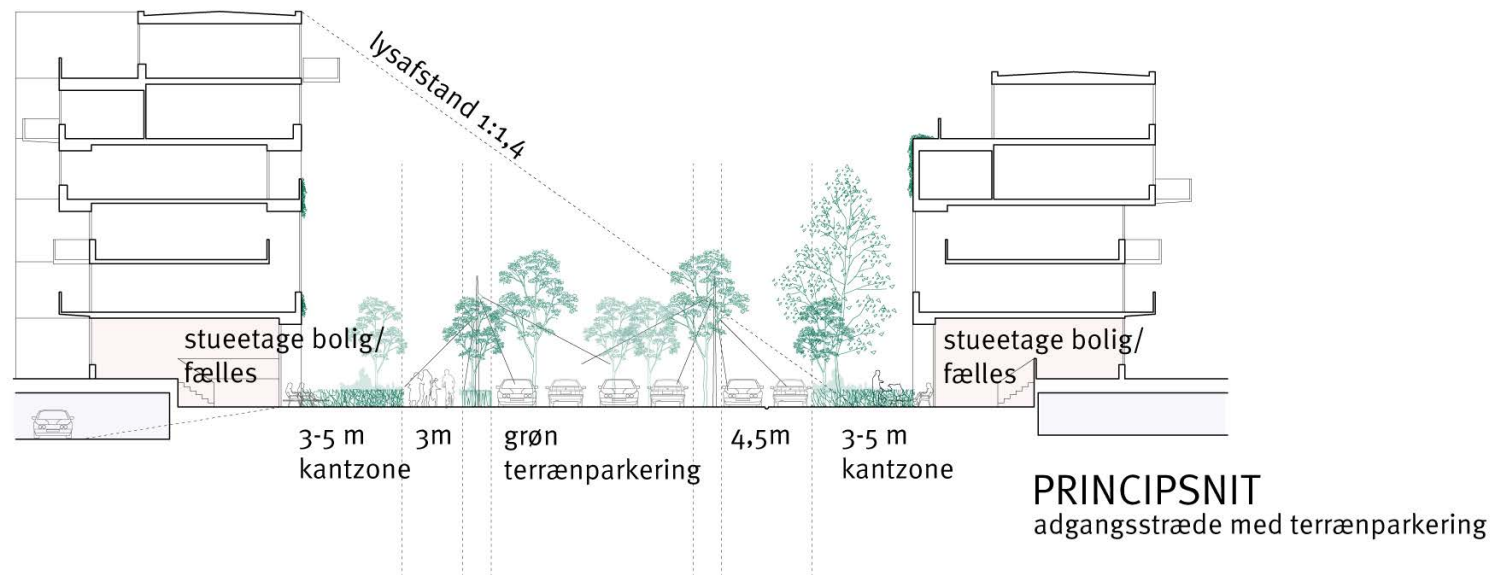 lysafstand 1:1,4
stueetage bolig/
fælles
stueetage bolig/
fælles
3-5 m
kantzone
3m
grøn
terrænparkering
4,5m
3-5 m
kantzone
PRINCIPSNIT
adgangsstræde med terrænparkering